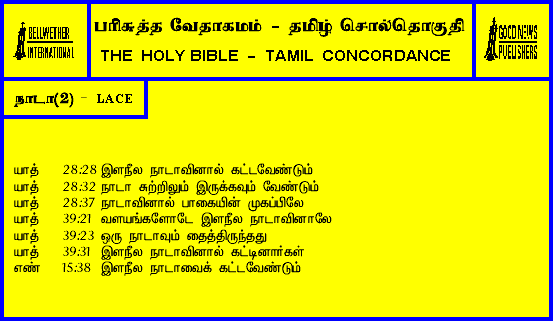 BELLWETHER
INTERNATIONAL
பரிசுத்த வேதாகமம் - தமிழ் சொல்தொகுதி
THE HOLY BIBLE - TAMIL CONCORDANCE
GOOD NEWS
PUBLISHERS
நாடா(2) - LACE
யாத் 28:28 இளநீல நாடாவினால் கட்டவேண்டும்
யாத் 28:32 நாடா சுற்றிலும் இருக்கவும் வேண்டும்
யாத் 28:37 நாடாவினால் பாகையின் முகப்பிலே
யாத் 39:21 வளயங்களோடே இளநீல நாடாவினாலே
யாத் 39:23 ஒரு நாடாவும் தைத்திருந்தது
யாத் 39:31 இளநீல நாடாவினால் கட்டினார்கள்
எண் 15:38 இளநீல நாடாவைக் கட்டவேண்டும்